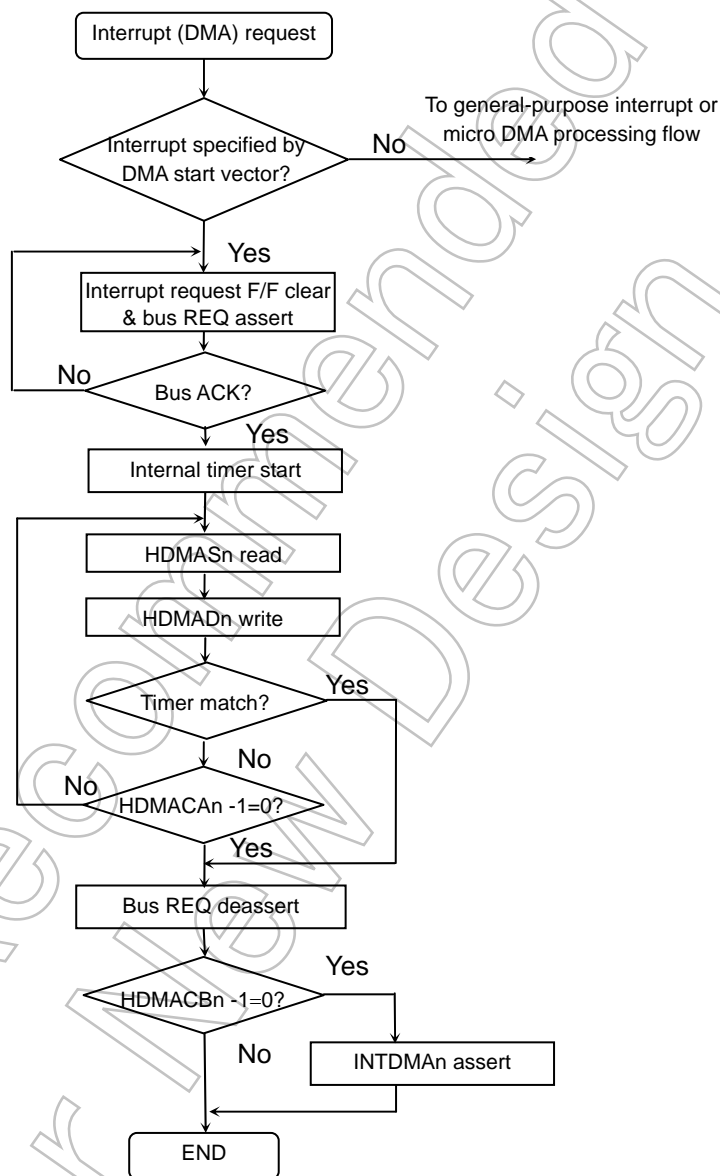 Interrupt (DMA) request
To general-purpose interrupt or
micro DMA processing flow
Interrupt specified by
DMA start vector?
No
Yes
Interrupt request F/F clear
& bus REQ assert
No
Bus ACK?
Yes
Internal timer start
HDMASn read
HDMADn write
Timer match?
Yes
No
No
HDMACAn -1=0?
Yes
Bus REQ deassert
Yes
HDMACBn -1=0?
No
INTDMAn assert
END
Recommended
r New Design